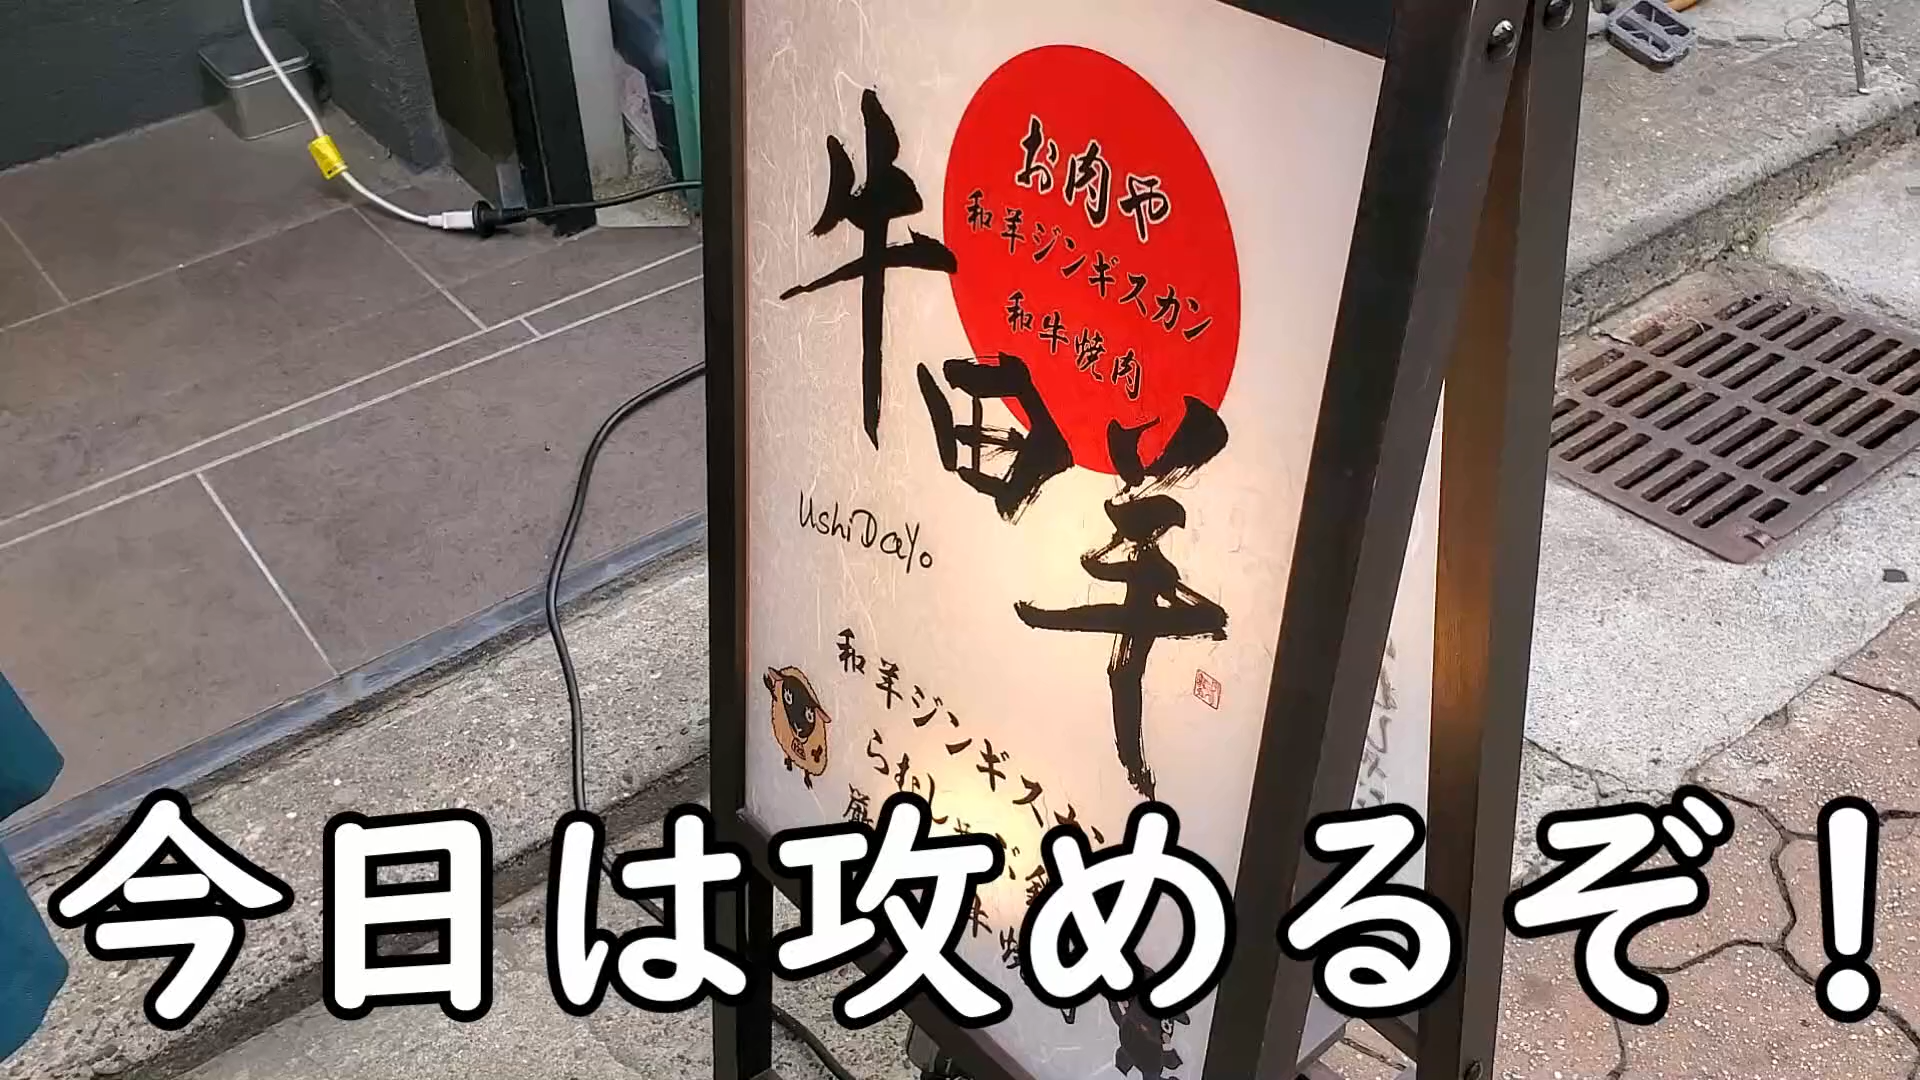 お肉や
和羊ジンギスカン
和牛焼肉
牛田羊
UshiDaYo
和羊ジンギスカン
今日は攻めるぞ！